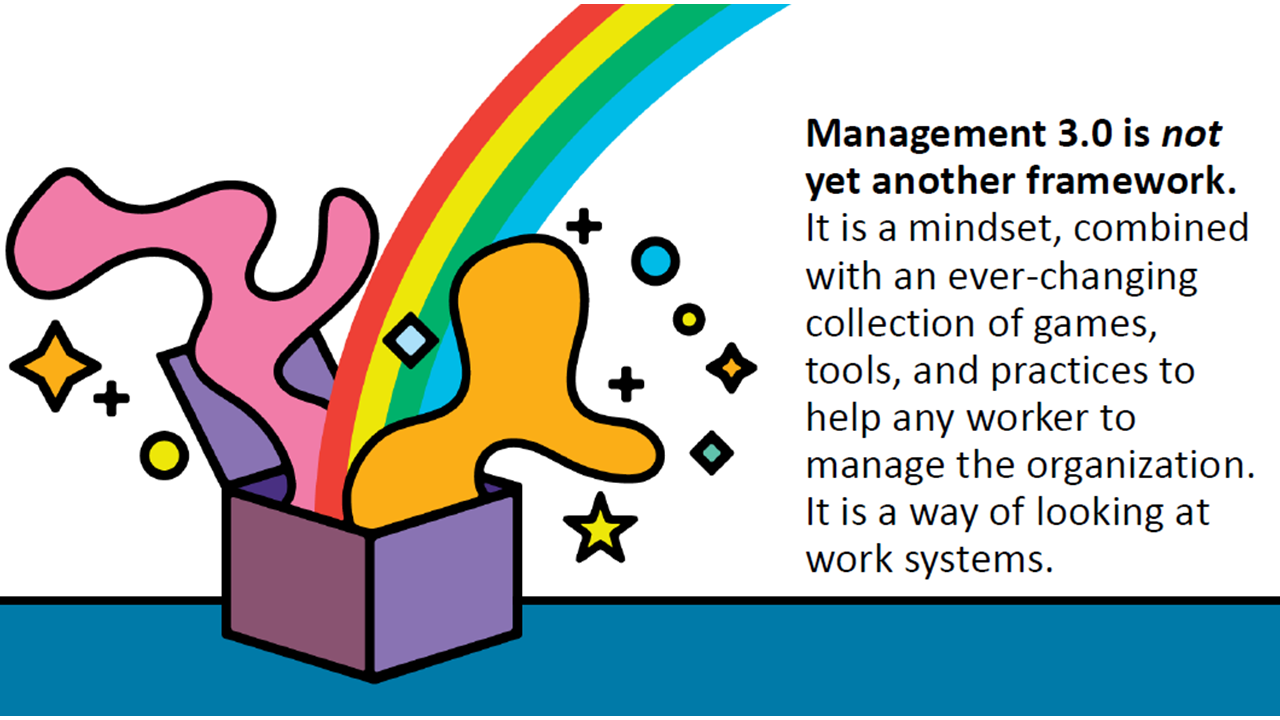 Management 3.0 is not
yet another framework.
It is a mindset, combined
with an ever-changing
collection of games,
tools, and practices to
help any worker to
manage the organization.
It is a way of looking at
work systems.